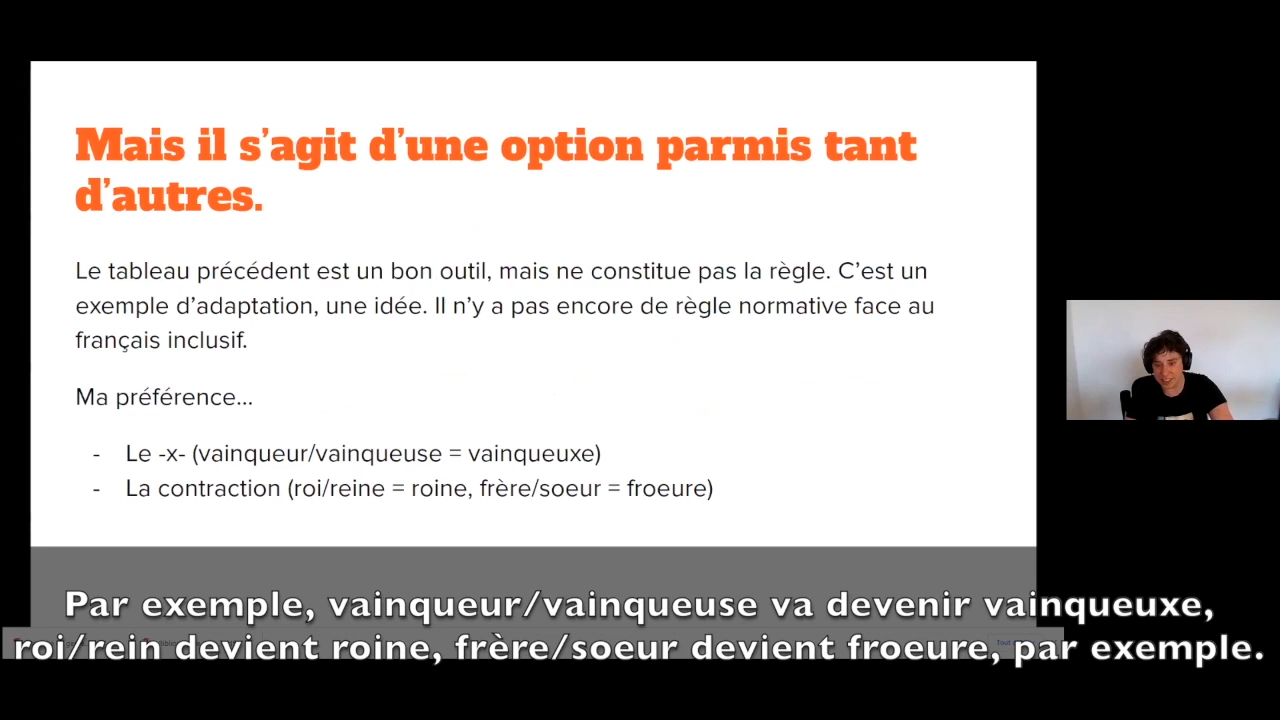 Mais il s'agit d'une option parmis tant
d'autres.
Le tableau précédent est un bon outil, mais ne constitue pas la règle. C'est un
exemple d'adaptation, une idée. Il n'y a pas encore de règle normative face au
français inclusif.
Ma préférence...
- Le -x- (vainqueur/vainqueuse = vainqueuxe)
- La contraction (roi/reine = roine, frère/soeur = froeure)
Par exemple, vainqueur/vainqueuse va devenir vainqueuxe,
roi/rein devient roine, frère/soeur devient froeure, par exemple.